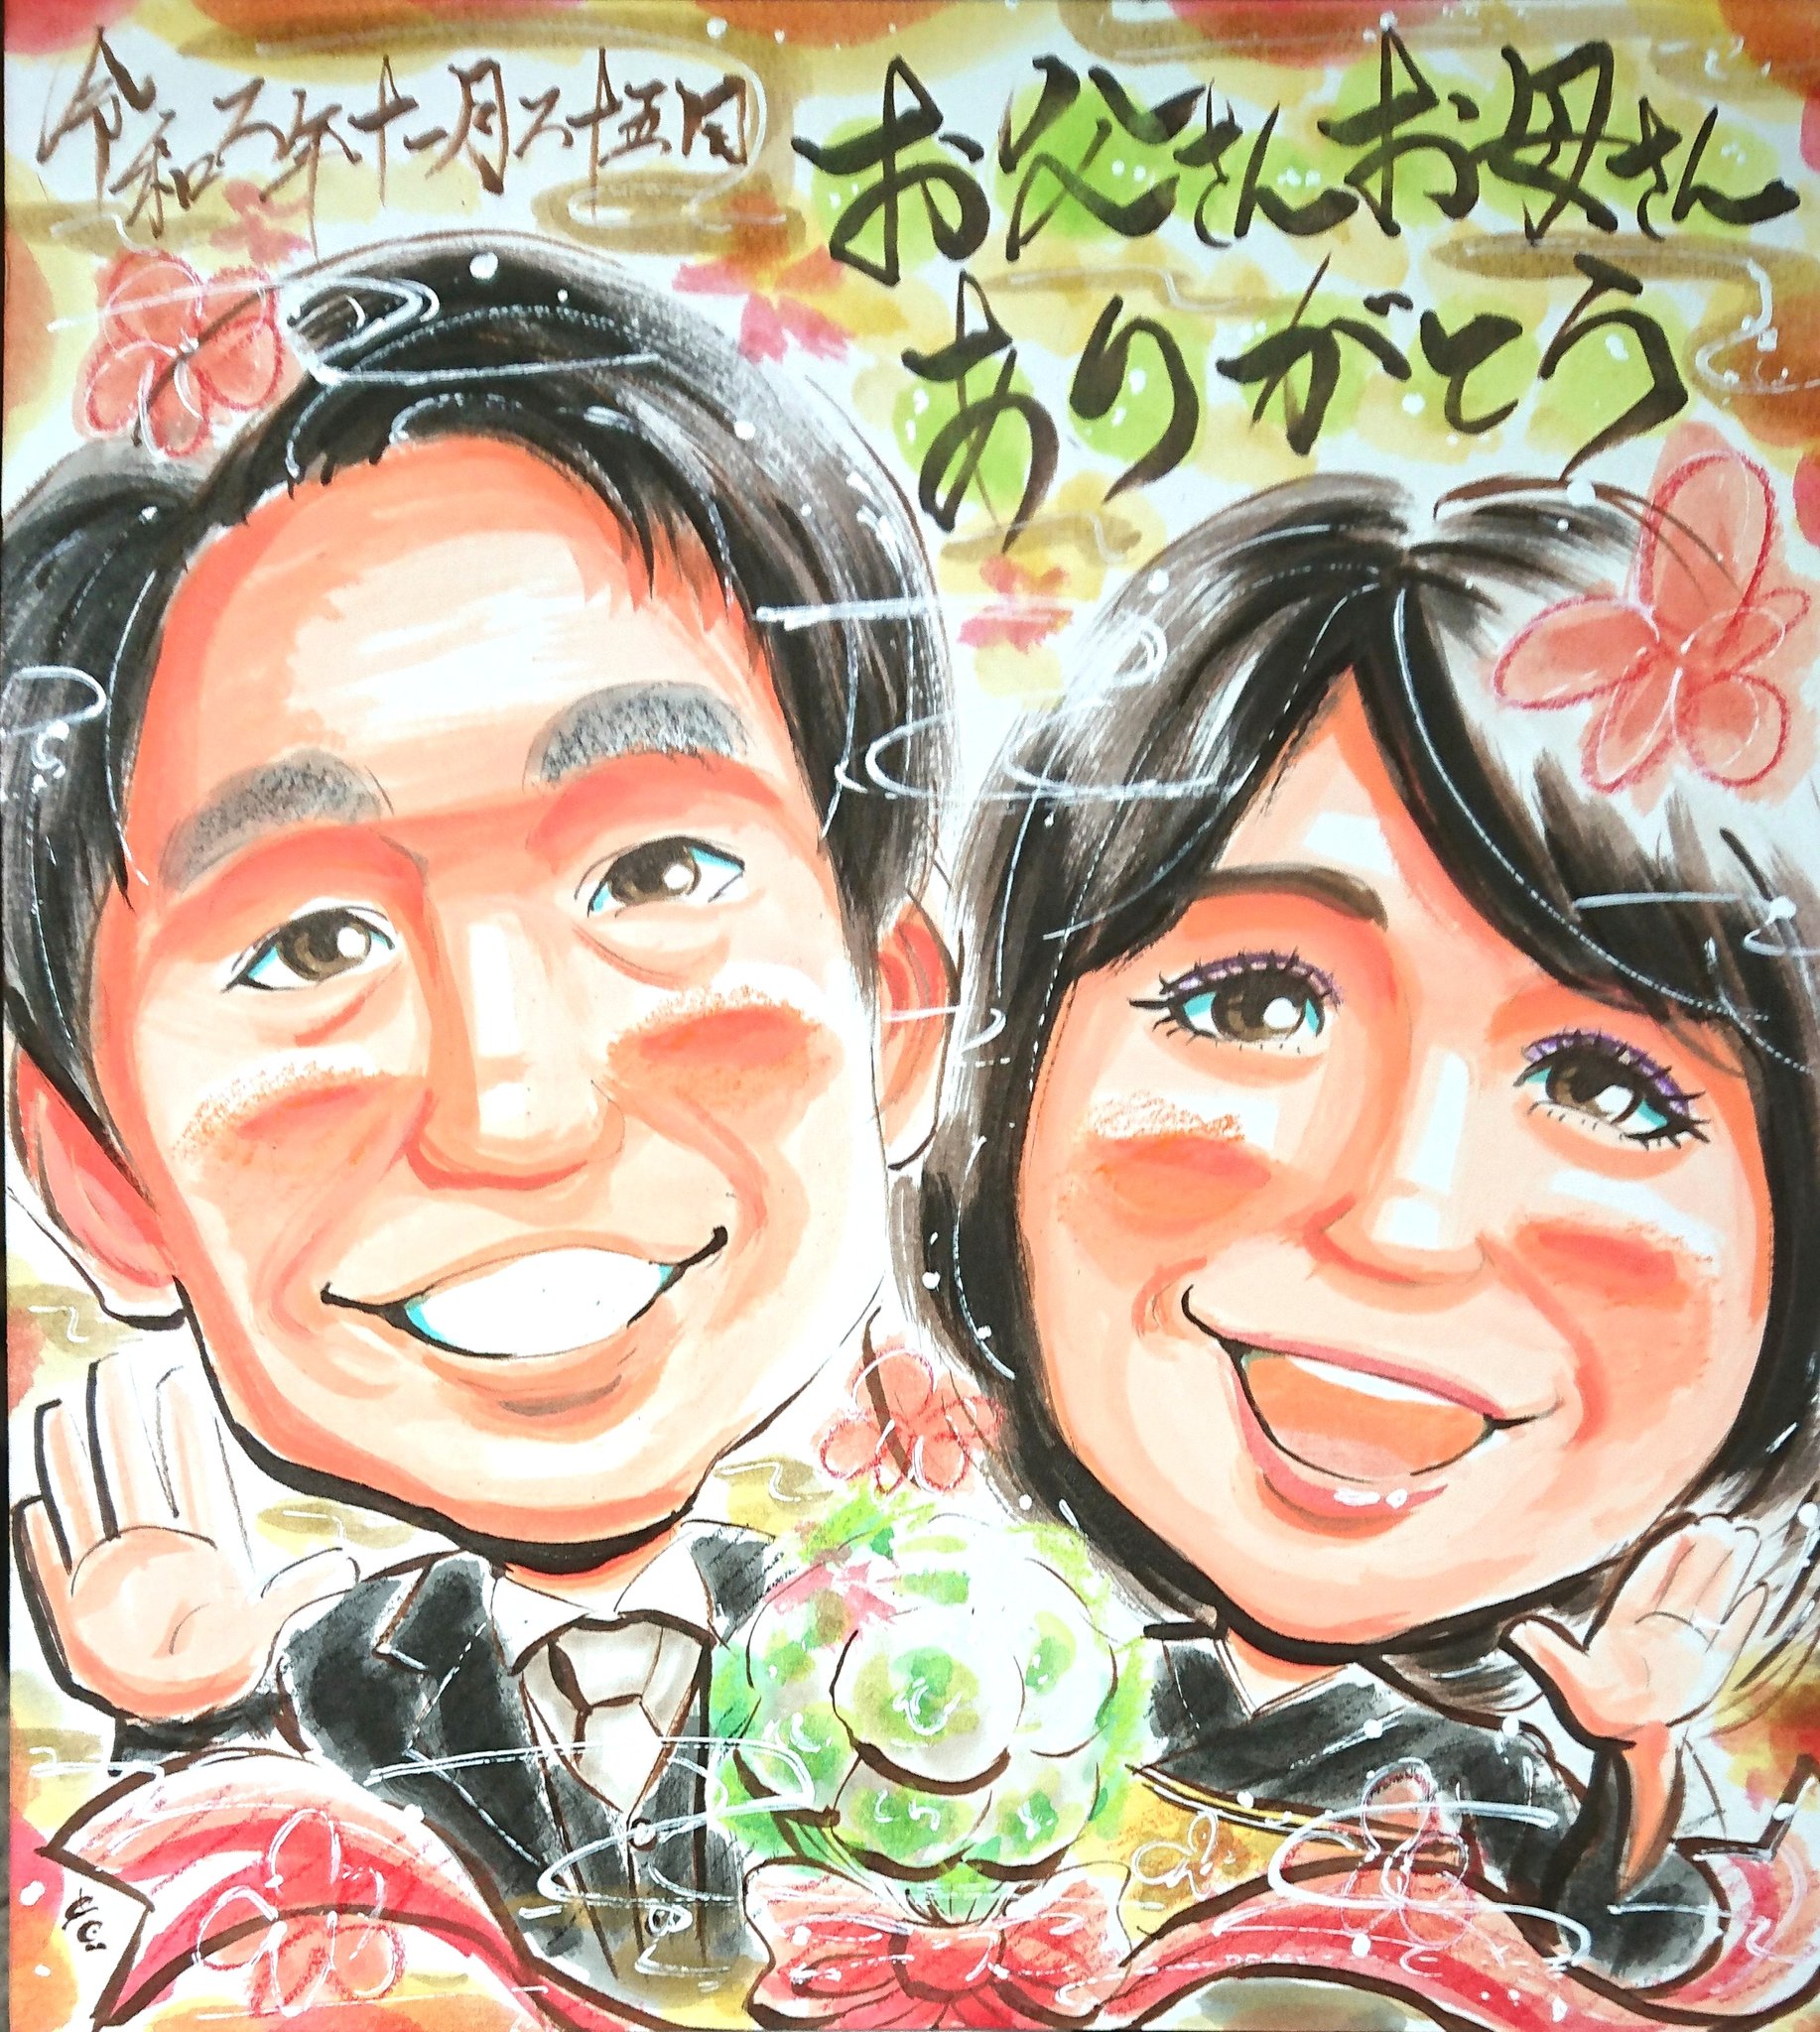 お父さんお母さん
ありがとう
令和六年十一月二十五日